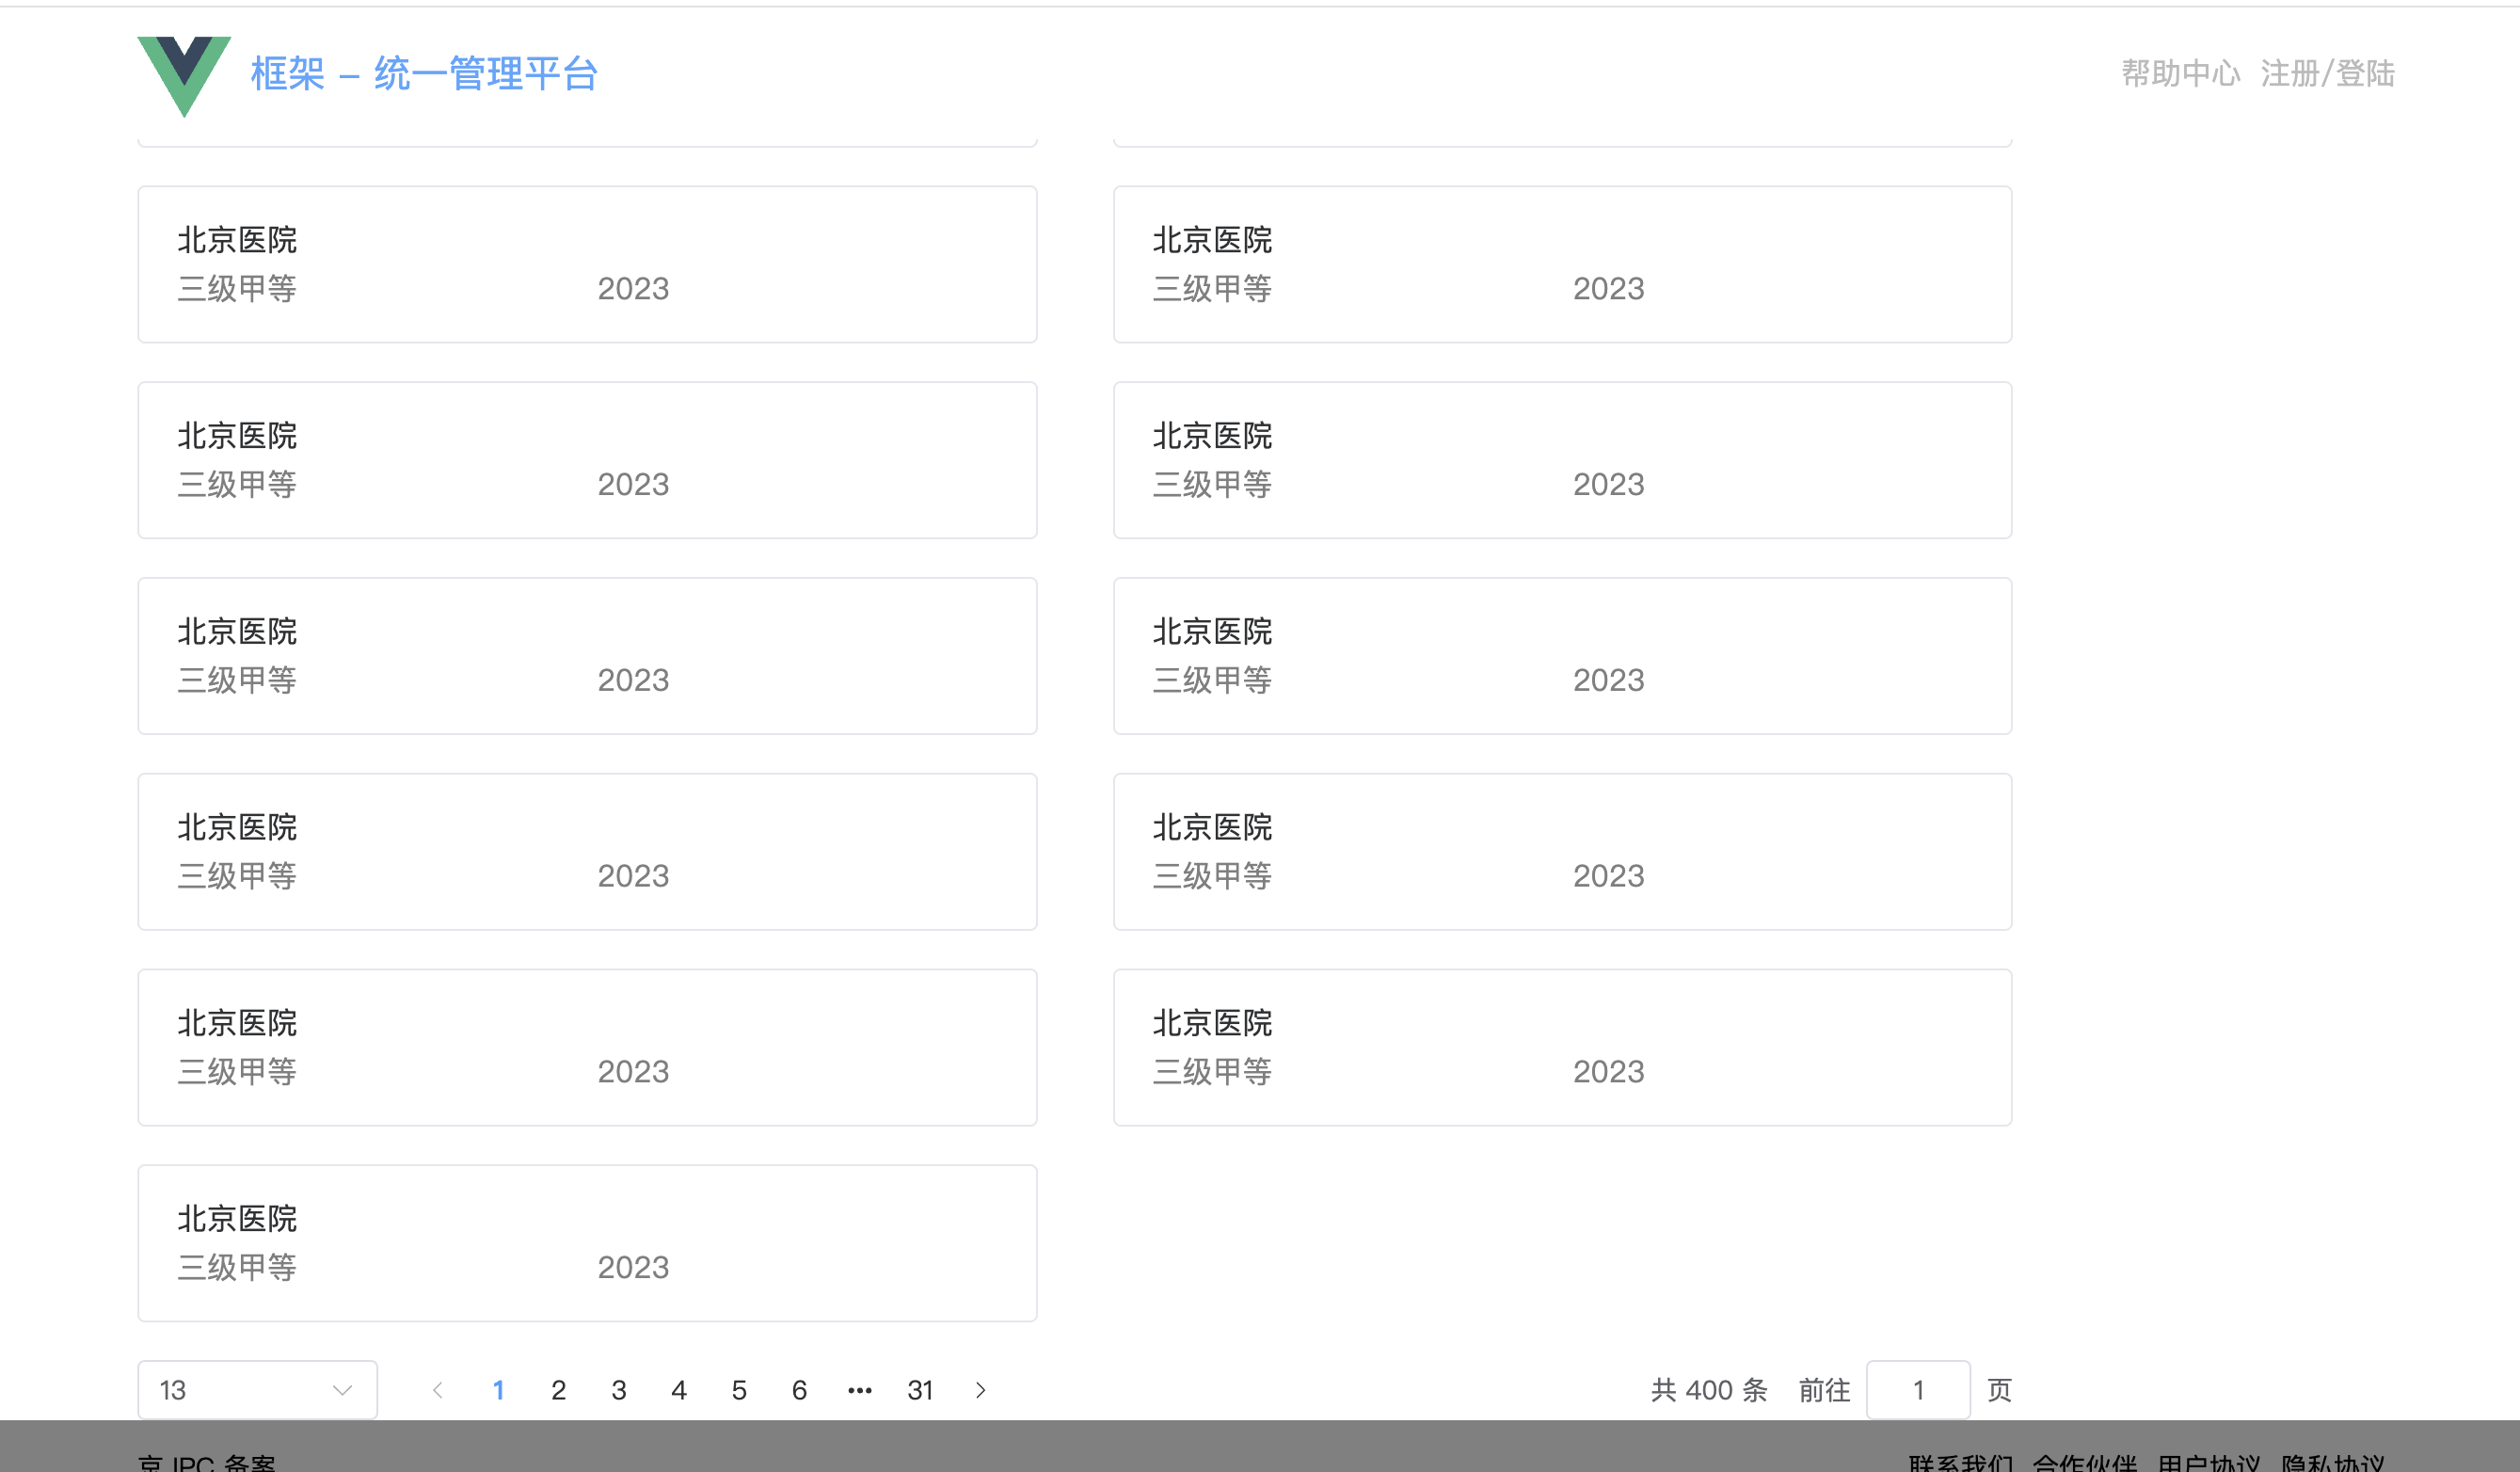 框架 – 统一管理平台
帮助中心 注册/登陆
北京医院
三级甲等 2023
北京医院
三级甲等 2023
北京医院
三级甲等 2023
北京医院
三级甲等 2023
北京医院
三级甲等 2023
北京医院
三级甲等 2023
北京医院
三级甲等 2023
北京医院
三级甲等 2023
北京医院
三级甲等 2023
北京医院
三级甲等 2023
北京医院
三级甲等 2023
13 1 2 3 4 5 6 ••• 31 共 400 条 前往 1 页
京 IPC 备案
联系我们 合作伙伴 用户协议 隐私协议